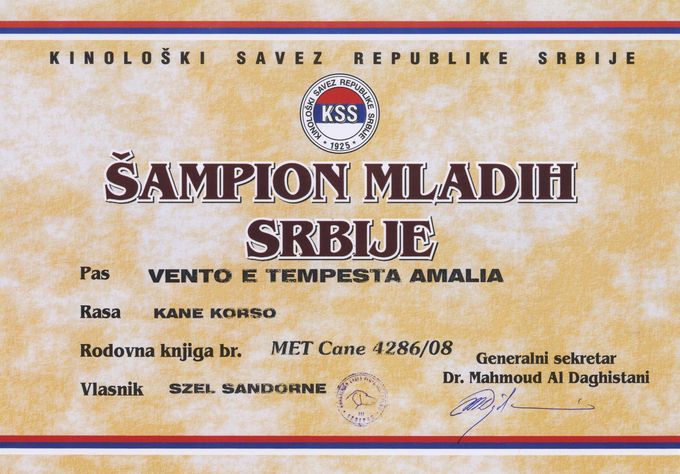 KINOLOŠKI SAVEZ REPUBLIKE SRBIJE
KINOLOŠKI SAVEZ REPUBLIKE SRBIJE
KSS
• 1925 •
ŠAMPION MLADIH
SRBIJE
Pas VENTO E TEMPESTA AMALIA
Rasa KANE KORSO
Rodovna knjiga br. MET Cane 4286/08
Generalni sekretar
Dr. Mahmoud Al Daghistani
Vlasnik SZEL SANDORNE